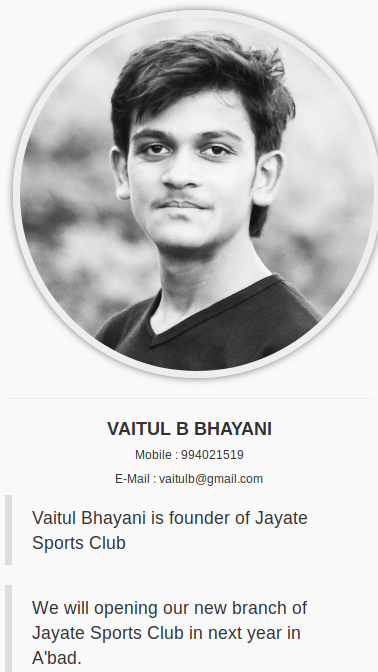 VAITUL B BHAYANI
Mobile : 994021519
E-Mail : vaitulb@gmail.com
Vaitul Bhayani is founder of Jayate
Sports Club
We will opening our new branch of
Jayate Sports Club in next year in
A'bad.